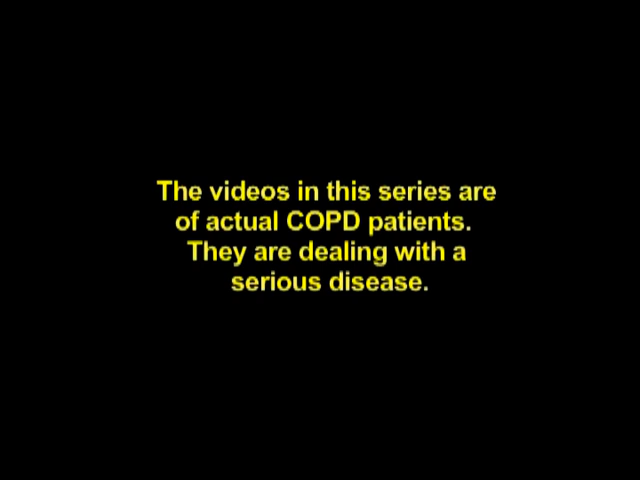 The videos in this series are
of actual COPD patients.
They are dealing with a
serious disease.